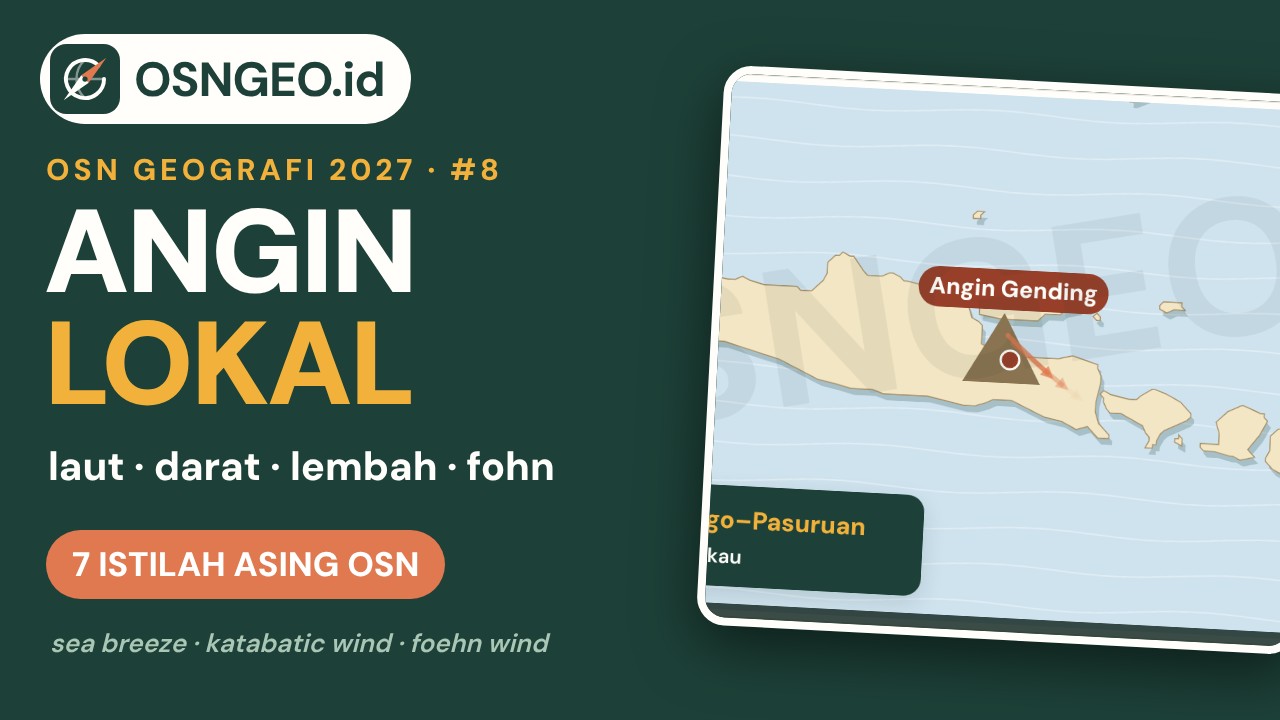 OSNGEO.id
OSN GEOGRAFI 2027 · #8
ANGIN
LOKAL
laut · darat · lembah · fohn
7 ISTILAH ASING OSN
sea breeze · katabatic wind · foehn wind
Angin Gending
go–Pasuruan
kau
SNGEO